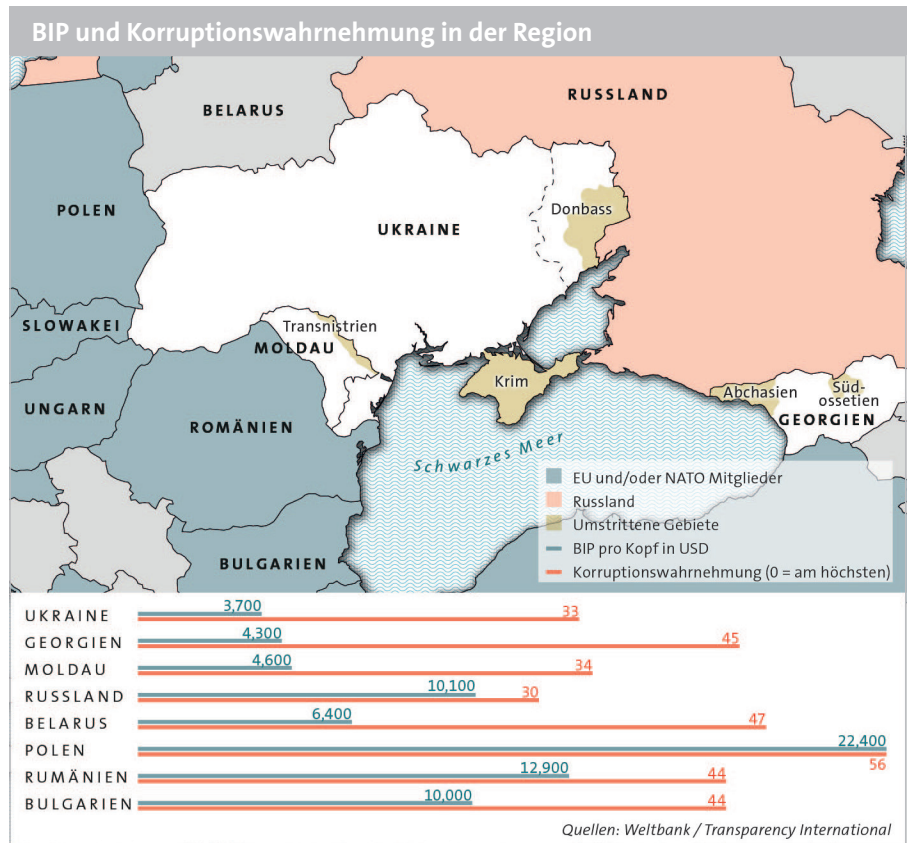 BIP und Korruptionswahrnehmung in der Region
RUSSLAND
BELARUS
POLEN
Donbass
UKRAINE
SLOWAKEI
Transnistrien
MOLDAU
Krim
Abchasien
Süd-
ossetien
UNGARN
GEORGIEN
ROMÄNIEN
Schwarzes Meer
EU und/oder NATO Mitglieder
Russland
Umstrittene Gebiete
BIP pro Kopf in USD
Korruptionswahrnehmung (0 = am höchsten)
BULGARIEN
UKRAINE 3,700 33
GEORGIEN 4,300 45
MOLDAU 4,600 34
RUSSLAND 10,100 30
BELARUS 6,400 47
POLEN 22,400 56
RUMÄNIEN 12,900 44
BULGARIEN 10,000 44
Quellen: Weltbank / Transparency International